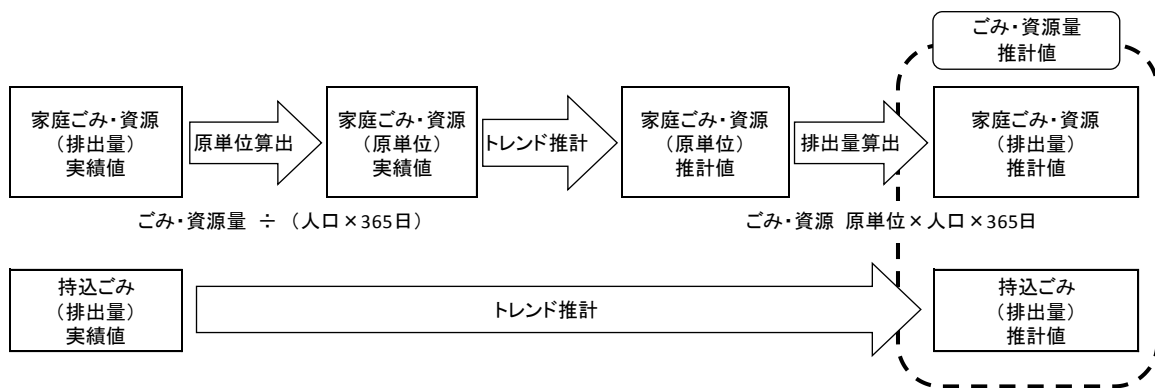 ごみ・資源量
推計値
家庭ごみ・資源
(排出量)
実績値
原単位算出
家庭ごみ・資源
(原単位)
実績値
トレンド推計
家庭ごみ・資源
(原単位)
推計値
排出量算出
家庭ごみ・資源
(排出量)
推計値
ごみ・資源量 ÷ (人口×365日)
ごみ・資源 原単位×人口×365日
持込ごみ
(排出量)
実績値
トレンド推計
持込ごみ
(排出量)
推計値